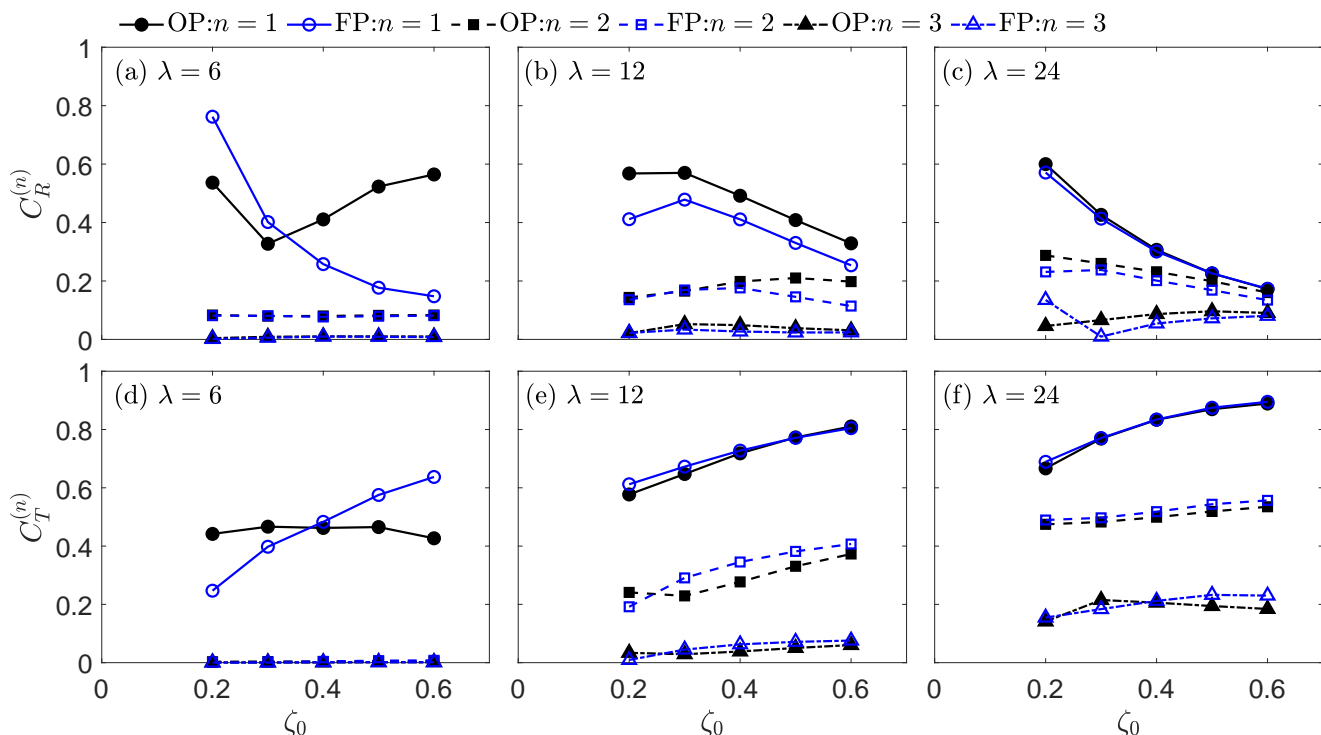 OP:n = 1 FP:n = 1 OP:n = 2 FP:n = 2 OP:n = 3 FP:n = 3
(a) λ = 6
(b) λ = 12
(c) λ = 24
1
0.8
0.6
0.4
0.2
0
C_R^{(n)}
(d) λ = 6
(e) λ = 12
(f) λ = 24
1
0.8
0.6
0.4
0.2
0
C_T^{(n)}
0 0.2 0.4 0.6
0 0.2 0.4 0.6
0 0.2 0.4 0.6
ζ₀
ζ₀
ζ₀